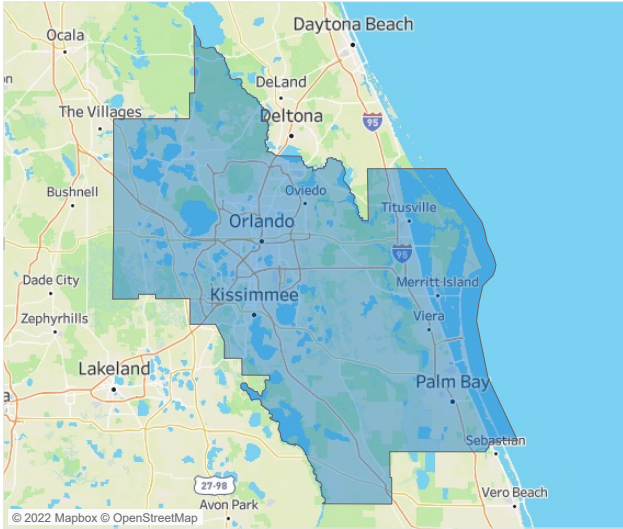 Daytona Beach
Ocala
DeLand
The Villages
Deltona
95
Bushnell
Oviedo
Titusville
Orlando
95
Dade City
Merritt Island
Kissimmee
Zephyrhills
Viera
Lakeland
Palm Bay
Sebastian
27-98
Vero Beach
Avon Park
© 2022 Mapbox © OpenStreetMap